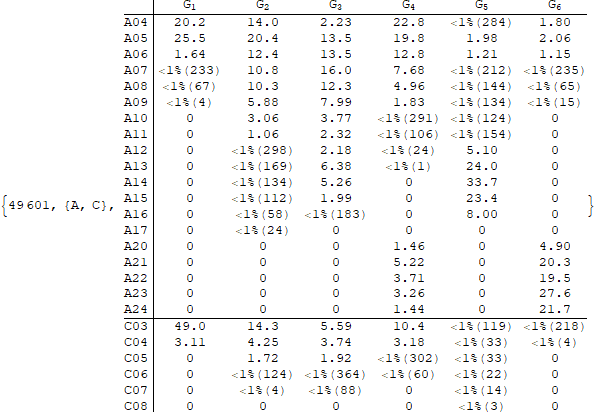 G₁ G₂ G₃ G₄ G₅ G₆
A04 20.2 14.0 2.23 22.8 <1%(284) 1.80
A05 25.5 20.4 13.5 19.8 1.98 2.06
A06 1.64 12.4 13.5 12.8 1.21 1.15
A07 <1%(233) 10.8 16.0 7.68 <1%(212) <1%(235)
A08 <1%(67) 10.3 12.3 4.96 <1%(144) <1%(65)
A09 <1%(4) 5.88 7.99 1.83 <1%(134) <1%(15)
A10 0 3.06 3.77 <1%(291) <1%(124) 0
A11 0 1.06 2.32 <1%(106) <1%(154) 0
A12 0 <1%(298) 2.18 <1%(24) 5.10 0
A13 0 <1%(169) 6.38 <1%(1) 24.0 0
A14 0 <1%(134) 5.26 0 33.7 0
A15 0 <1%(112) 1.99 0 23.4 0
{49601, {A, C}, A16 0 <1%(58) <1%(183) 0 8.00 0 }
A17 0 <1%(24) 0 0 0 0
A20 0 0 0 1.46 0 4.90
A21 0 0 0 5.22 0 20.3
A22 0 0 0 3.71 0 19.5
A23 0 0 0 3.26 0 27.6
A24 0 0 0 1.44 0 21.7
C03 49.0 14.3 5.59 10.4 <1%(119) <1%(218)
C04 3.11 4.25 3.74 3.18 <1%(33) <1%(4)
C05 0 1.72 1.92 <1%(302) <1%(33) 0
C06 0 <1%(124) <1%(364) <1%(60) <1%(22) 0
C07 0 <1%(4) <1%(88) 0 <1%(14) 0
C08 0 0 0 0 <1%(3) 0